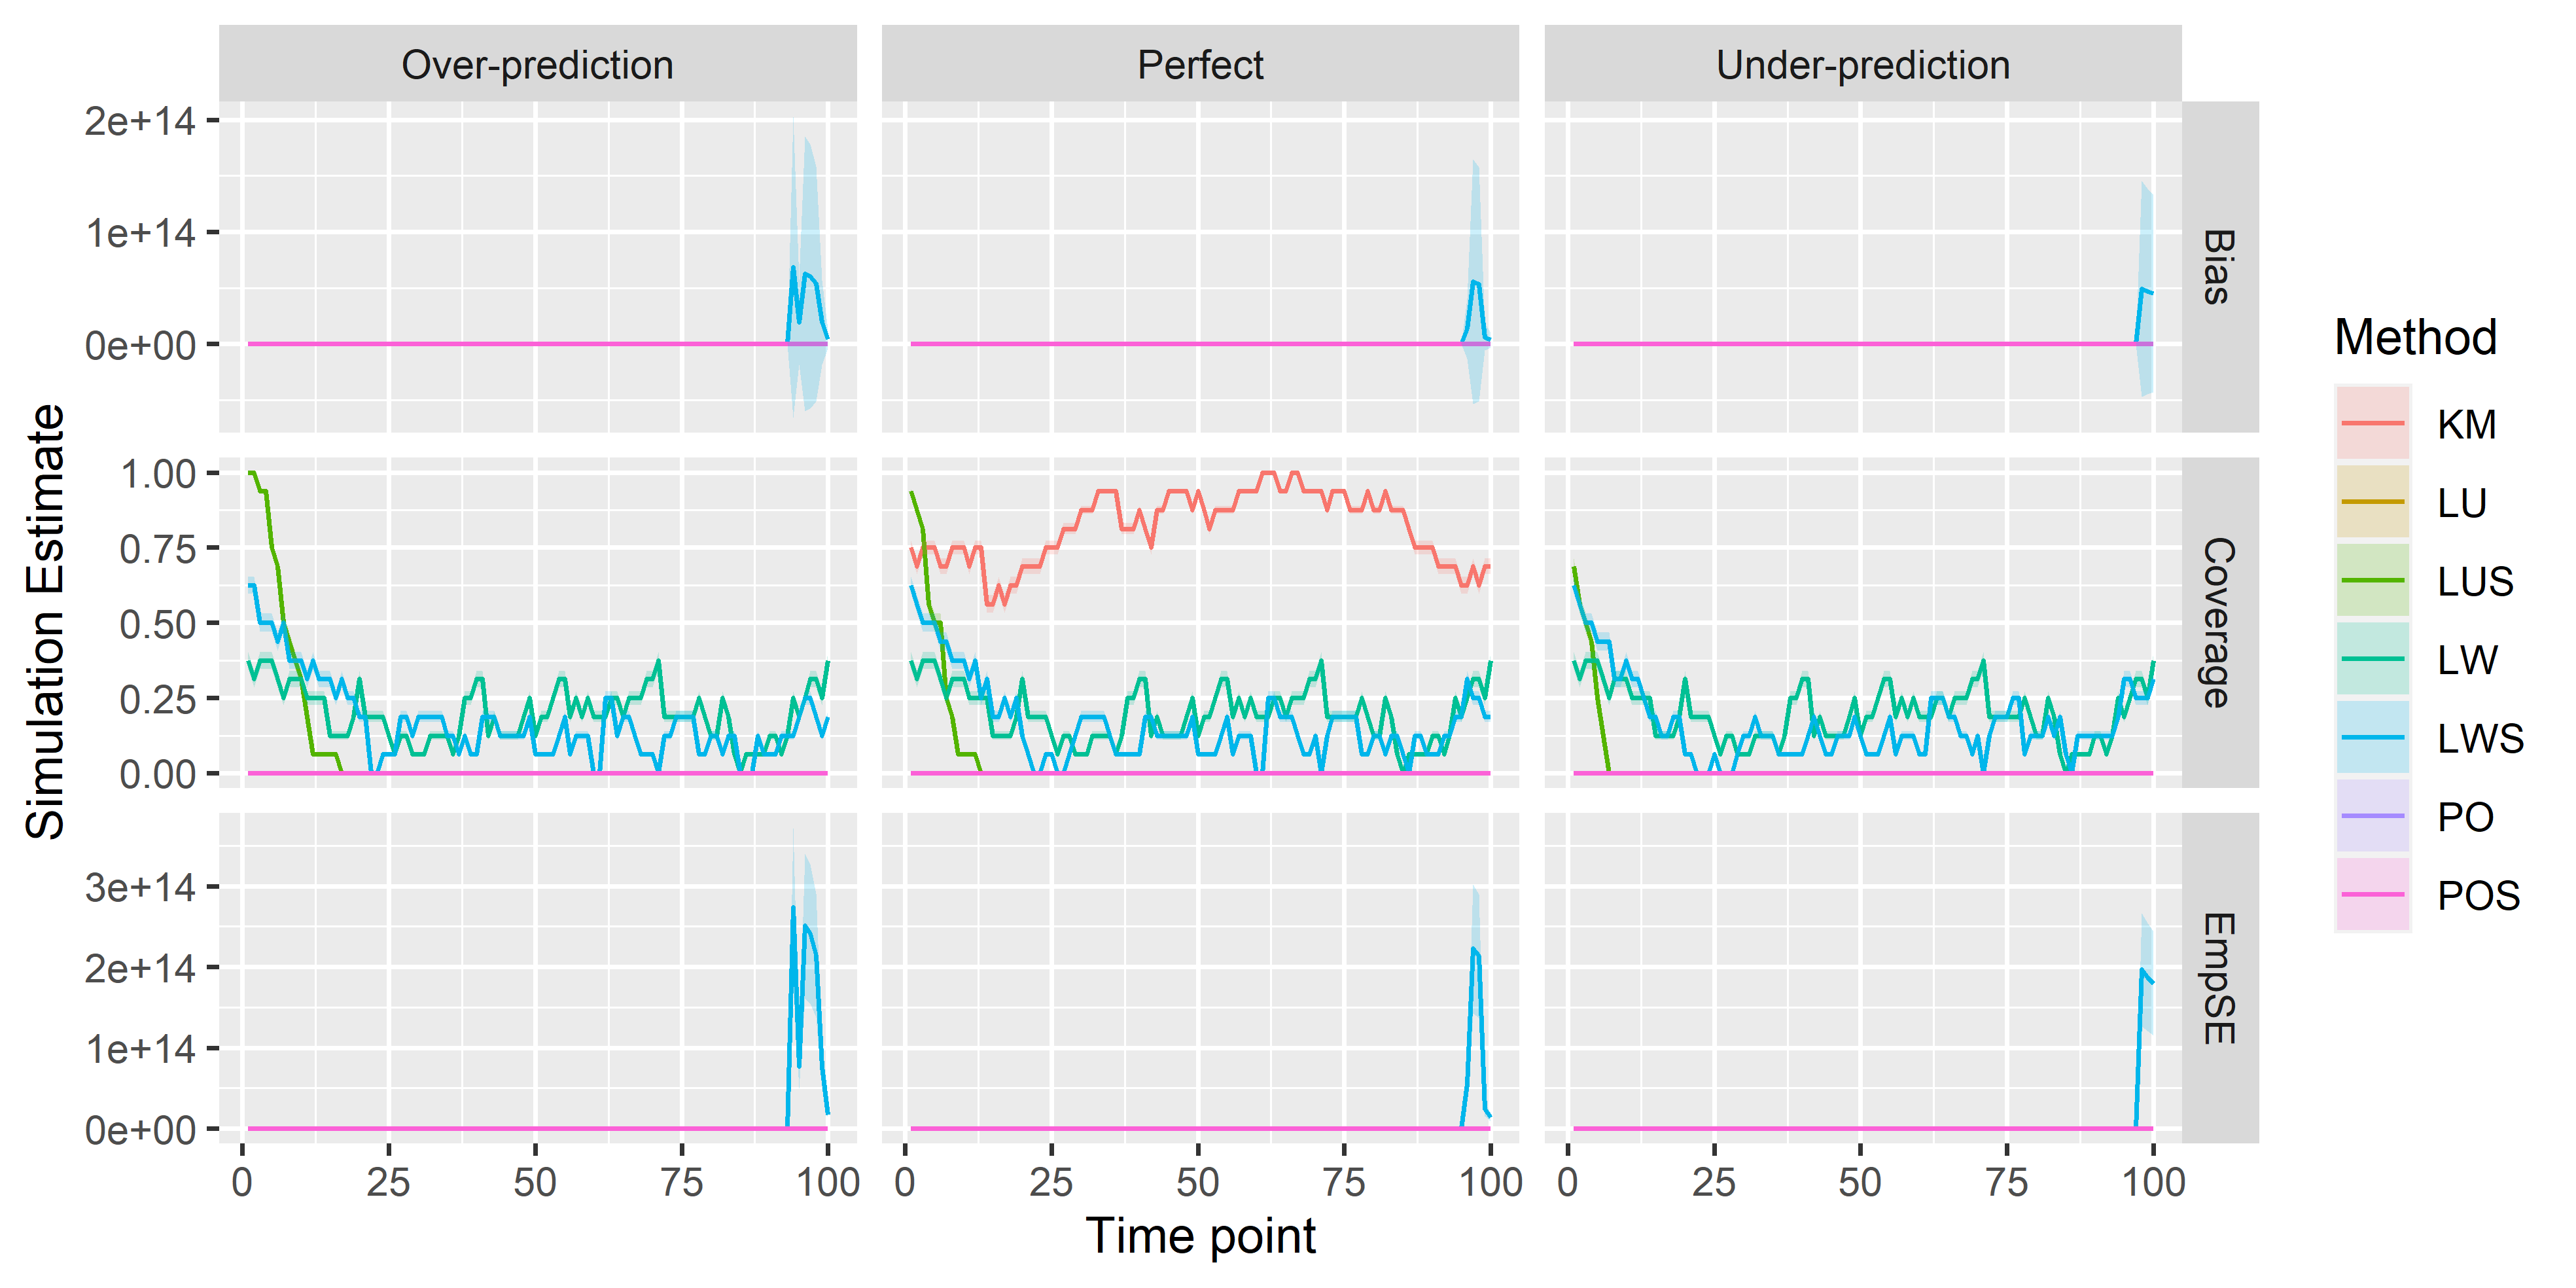 Over-prediction
Perfect
Under-prediction
2e+14
1e+14
0e+00
Bias
1.00
0.75
0.50
0.25
0.00
Coverage
3e+14
2e+14
1e+14
0e+00
EmpSE
0 25 50 75 100
0 25 50 75 100
0 25 50 75 100
Time point
Simulation Estimate
Method
KM
LU
LUS
LW
LWS
PO
POS